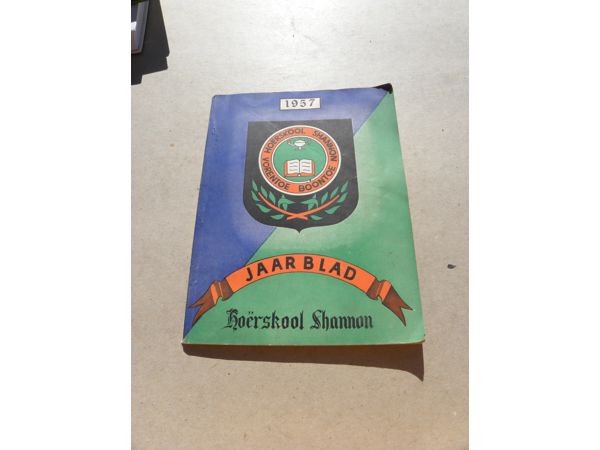 1957
HOËRSKOOL SHANNON
VORENTOE BOONTOE
JAARBLAD
Hoërskool Shannon